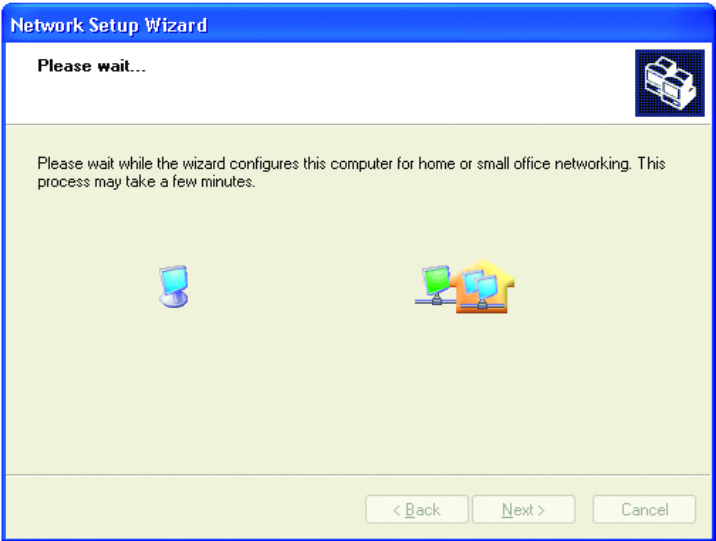 Network Setup Wizard
Please wait...
Please wait while the wizard configures this computer for home or small office networking. This
process may take a few minutes.
< Back Next > Cancel